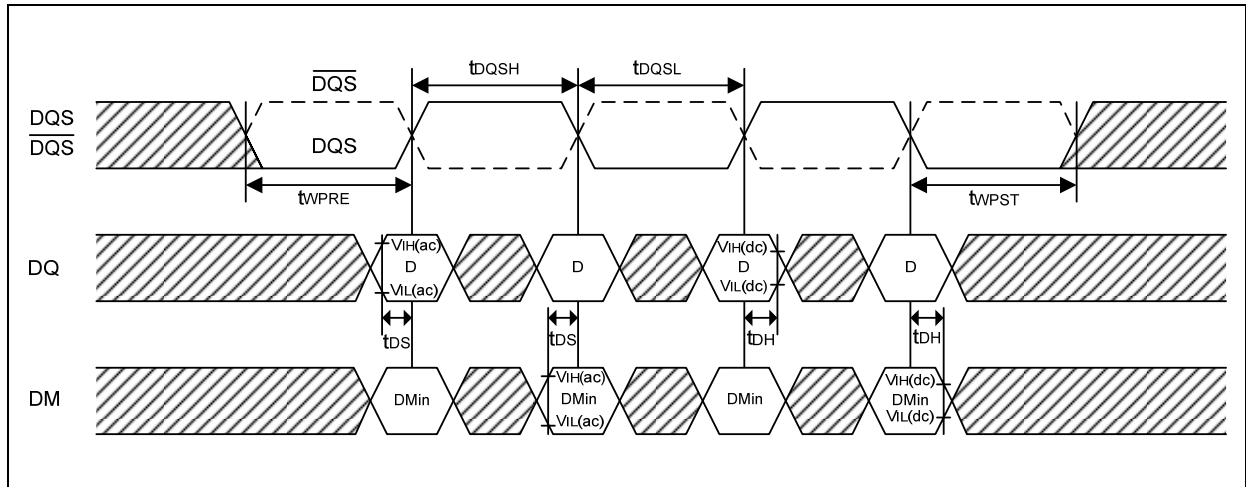 DQS
tDQSH
tDQSL
DQS
DQS
DQS
tWPRE
tWPST
DQ
VIH(ac)
D
VIL(ac)
D
VIH(dc)
D
VIL(dc)
D
tDS
tDS
tDH
tDH
DM
DMin
VIH(ac)
DMin
VIL(ac)
DMin
VIH(dc)
DMin
VIL(dc)